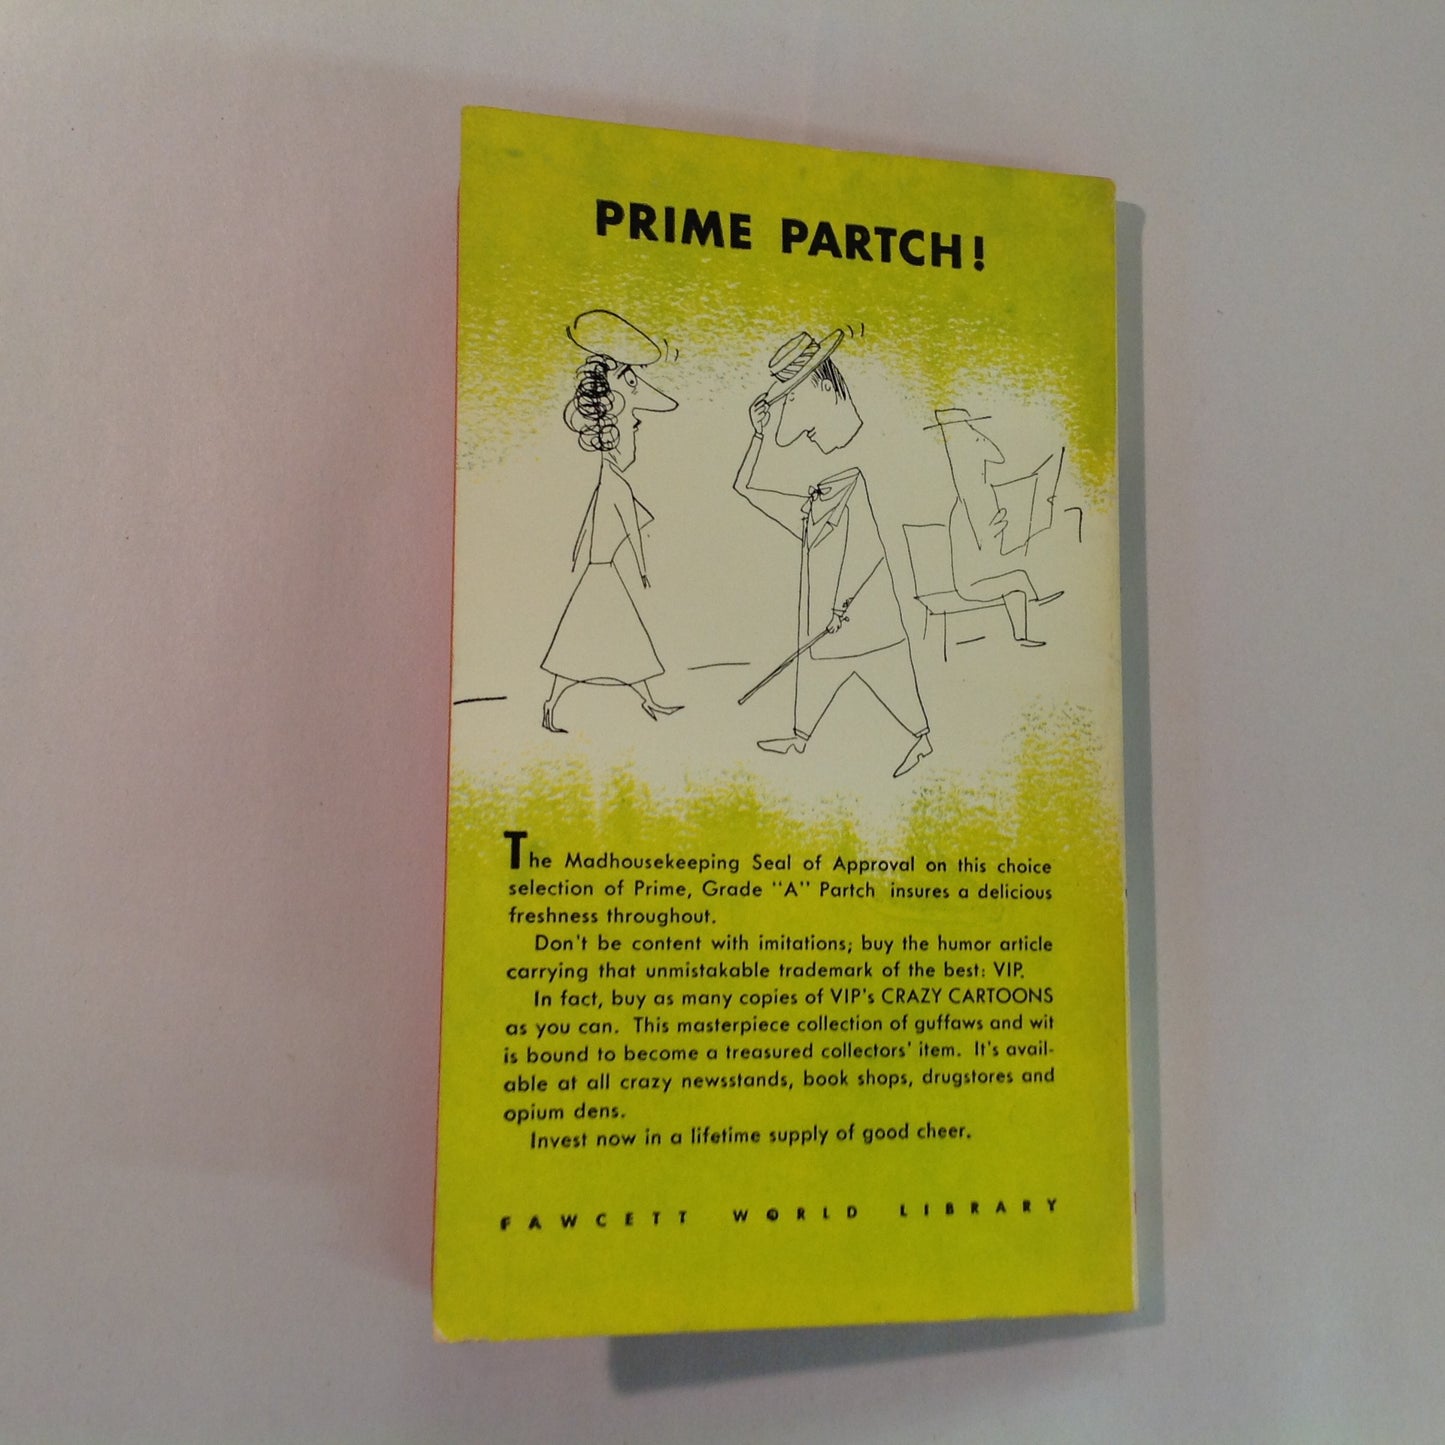 PRIME PARTCH!
The Madhousekeeping Seal of Approval on this choice
selection of Prime, Grade "A" Partch insures a delicious
freshness throughout.
Don't be content with imitations; buy the humor article
carrying that unmistakable trademark of the best: VIP.
In fact, buy as many copies of VIP's CRAZY CARTOONS
as you can. This masterpiece collection of guffaws and wit
is bound to become a treasured collectors' item. It's avail-
able at all crazy newsstands, book shops, drugstores and
opium dens.
Invest now in a lifetime supply of good cheer.
FAWCETT WORLD LIBRARY